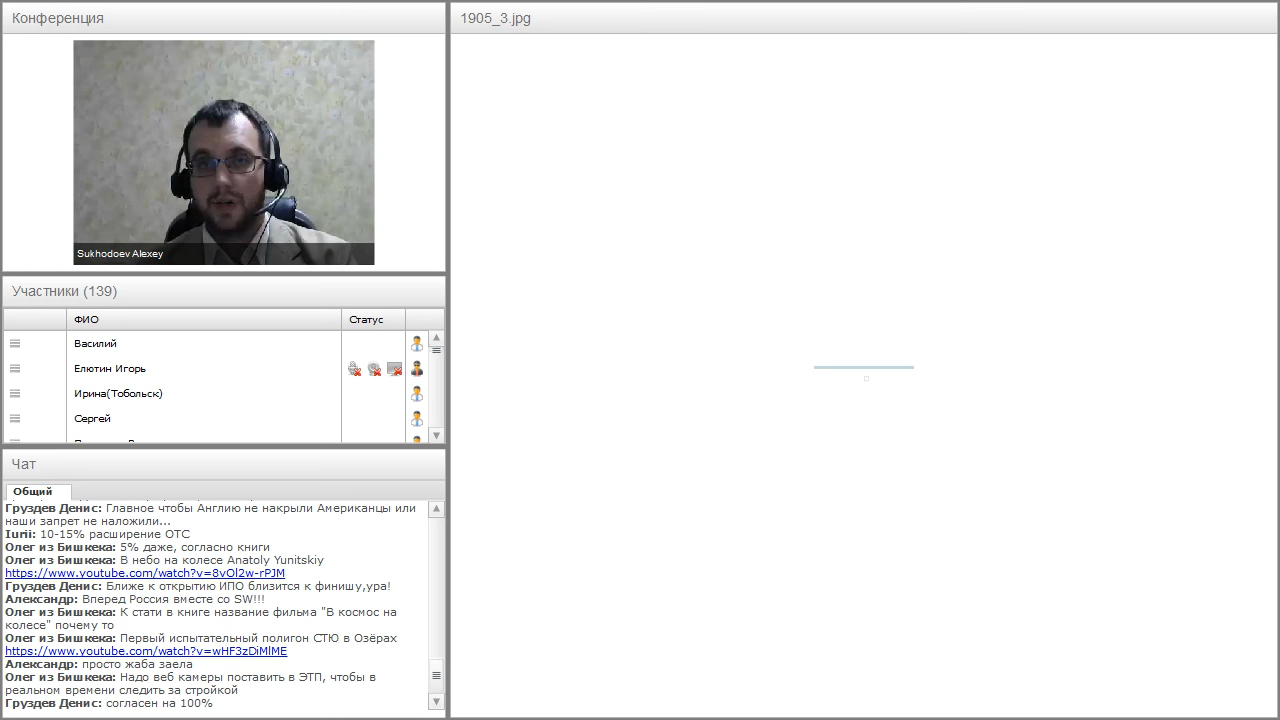 Конференция
1905_3.jpg
Sukhodoev Alexey
Участники (139)
ФИО
Статус
Василий
Елютин Игорь
Ирина(Тобольск)
Сергей
Чат
Общий
Груздев Денис: Главное чтобы Англию не накрыли Американцы или
наши запрет не наложили...
Iurii: 10-15% расширение ОТС
Олег из Бишкека: 5% даже, согласно книги
Олег из Бишкека: В небо на колесе Anatoly Yunitskiy
https://www.youtube.com/watch?v=8vOl2w-rPJM
Груздев Денис: Ближе к открытию ИПО близится к финишу,ура!
Александр: Вперед Россия вместе со SW!!!
Олег из Бишкека: К стати в книге название фильма "В космос на
колесе" почему то
Олег из Бишкека: Первый испытательный полигон СТЮ в Озёрах
https://www.youtube.com/watch?v=wHF3zDiMlME
Александр: просто жаба заела
Олег из Бишкека: Надо веб камеры поставить в ЭТП, чтобы в
реальном времени следить за стройкой
Груздев Денис: согласен на 100%